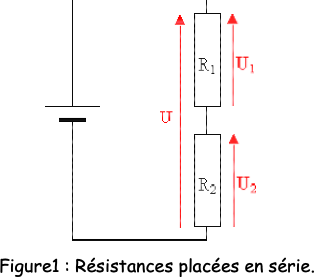 R1
U1
U
R2
U2
Figure1 : Résistances placées en série.